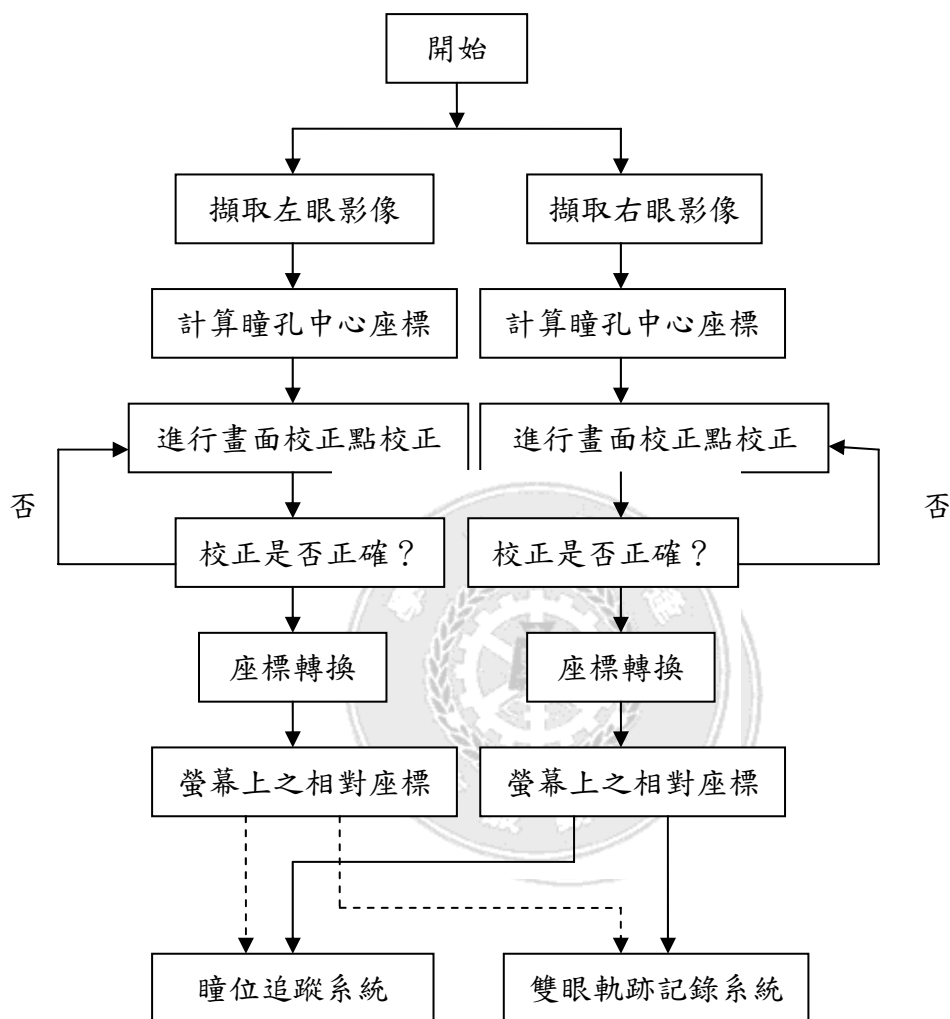 開始
擷取左眼影像
擷取右眼影像
計算瞳孔中心座標
計算瞳孔中心座標
進行畫面校正點校正
進行畫面校正點校正
否
否
校正是否正確？
校正是否正確？
座標轉換
座標轉換
螢幕上之相對座標
螢幕上之相對座標
瞳位追蹤系統
雙眼軌跡記錄系統